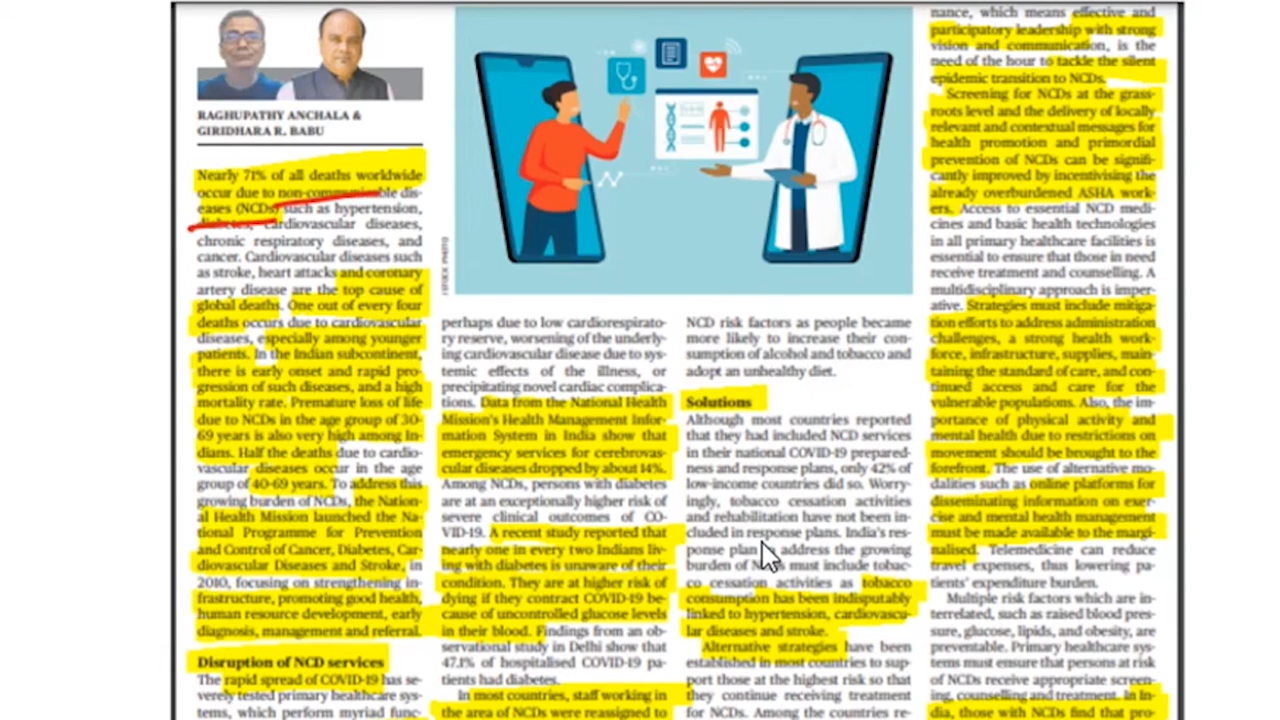 RAGHUPATHY ANCHALA &
GIRIDHARA R. BABU
Nearly 71% of all deaths worldwide
occur due to non-communicable dis-
eases (NCDs) such as hypertension,
diabetes, cardiovascular diseases,
chronic respiratory diseases, and
cancer. Cardiovascular diseases such
as stroke, heart attacks and coronary
artery disease are the top cause of
global deaths. One out of every four
deaths occurs due to cardiovascular
diseases, especially among younger
patients. In the Indian subcontinent,
there is early onset and rapid pro-
gression of such diseases, and a high
mortality rate. Premature loss of life
due to NCDs in the age group of 30-
69 years is also very high among In-
dians. Half the deaths due to cardio-
vascular diseases occur in the age
group of 40-69 years. To address this
growing burden of NCDs, the Nation-
al Health Mission launched the Na-
tional Programme for Prevention
and Control of Cancer, Diabetes, Car-
diovascular Diseases and Stroke, in
2010, focusing on strengthening in-
frastructure, promoting good health,
human resource development, early
diagnosis, management and referral.
Disruption of NCD services
The rapid spread of COVID-19 has se-
verely tested primary healthcare sys-
tems, which perform myriad func-
ISTOCK PHOTO
perhaps due to low cardiorespirato-
ry reserve, worsening of the underly-
ing cardiovascular disease due to sys-
temic effects of the illness, or
precipitating novel cardiac complica-
tions. Data from the National Health
Mission's Health Management Infor-
mation System in India show that
emergency services for cerebrovas-
cular diseases dropped by about 14%.
Among NCDs, persons with diabetes
are at an exceptionally higher risk of
severe clinical outcomes of CO-
VID-19. A recent study reported that
nearly one in every two Indians liv-
ing with diabetes is unaware of their
condition. They are at higher risk of
dying if they contract COVID-19 be-
cause of uncontrolled glucose levels
in their blood. Findings from an ob-
servational study in Delhi show that
47.1% of hospitalised COVID-19 pa-
tients had diabetes.
In most countries, staff working in
the area of NCDs were reassigned to
NCD risk factors as people became
more likely to increase their con-
sumption of alcohol and tobacco and
adopt an unhealthy diet.
Solutions
Although most countries reported
that they had included NCD services
in their national COVID-19 prepared-
ness and response plans, only 42% of
low-income countries did so. Worry-
ingly, tobacco cessation activities
and rehabilitation have not been in-
cluded in response plans. India's res-
ponse plan to address the growing
burden of NCDs must include tobac-
co cessation activities as tobacco
consumption has been indisputably
linked to hypertension, cardiovascu-
lar diseases and stroke.
Alternative strategies have been
established in most countries to sup-
port those at the highest risk so that
they continue receiving treatment
for NCDs. Among the countries re-
nance, which means effective and
participatory leadership with strong
vision and communication, is the
need of the hour to tackle the silent
epidemic transition to NCDs.
Screening for NCDs at the grass-
roots level and the delivery of locally
relevant and contextual messages for
health promotion and primordial
prevention of NCDs can be signifi-
cantly improved by incentivising the
already overburdened ASHA work-
ers. Access to essential NCD medi-
cines and basic health technologies
in all primary healthcare facilities is
essential to ensure that those in need
receive treatment and counselling. A
multidisciplinary approach is imper-
ative. Strategies must include mitiga-
tion efforts to address administration
challenges, a strong health work-
force, infrastructure, supplies, main-
taining the standard of care, and con-
tinued access and care for the
vulnerable populations. Also, the im-
portance of physical activity and
mental health due to restrictions on
movement should be brought to the
forefront. The use of alternative mo-
dalities such as online platforms for
disseminating information on exer-
cise and mental health management
must be made available to the margi-
nalised. Telemedicine can reduce
travel expenses, thus lowering pa-
tients' expenditure burden.
Multiple risk factors which are in-
terrelated, such as raised blood pres-
sure, glucose, lipids, and obesity, are
preventable. Primary healthcare sys-
tems must ensure that persons at risk
of NCDs receive appropriate screen-
ing, counselling and treatment. In In-
dia, those with NCDs find that pro-